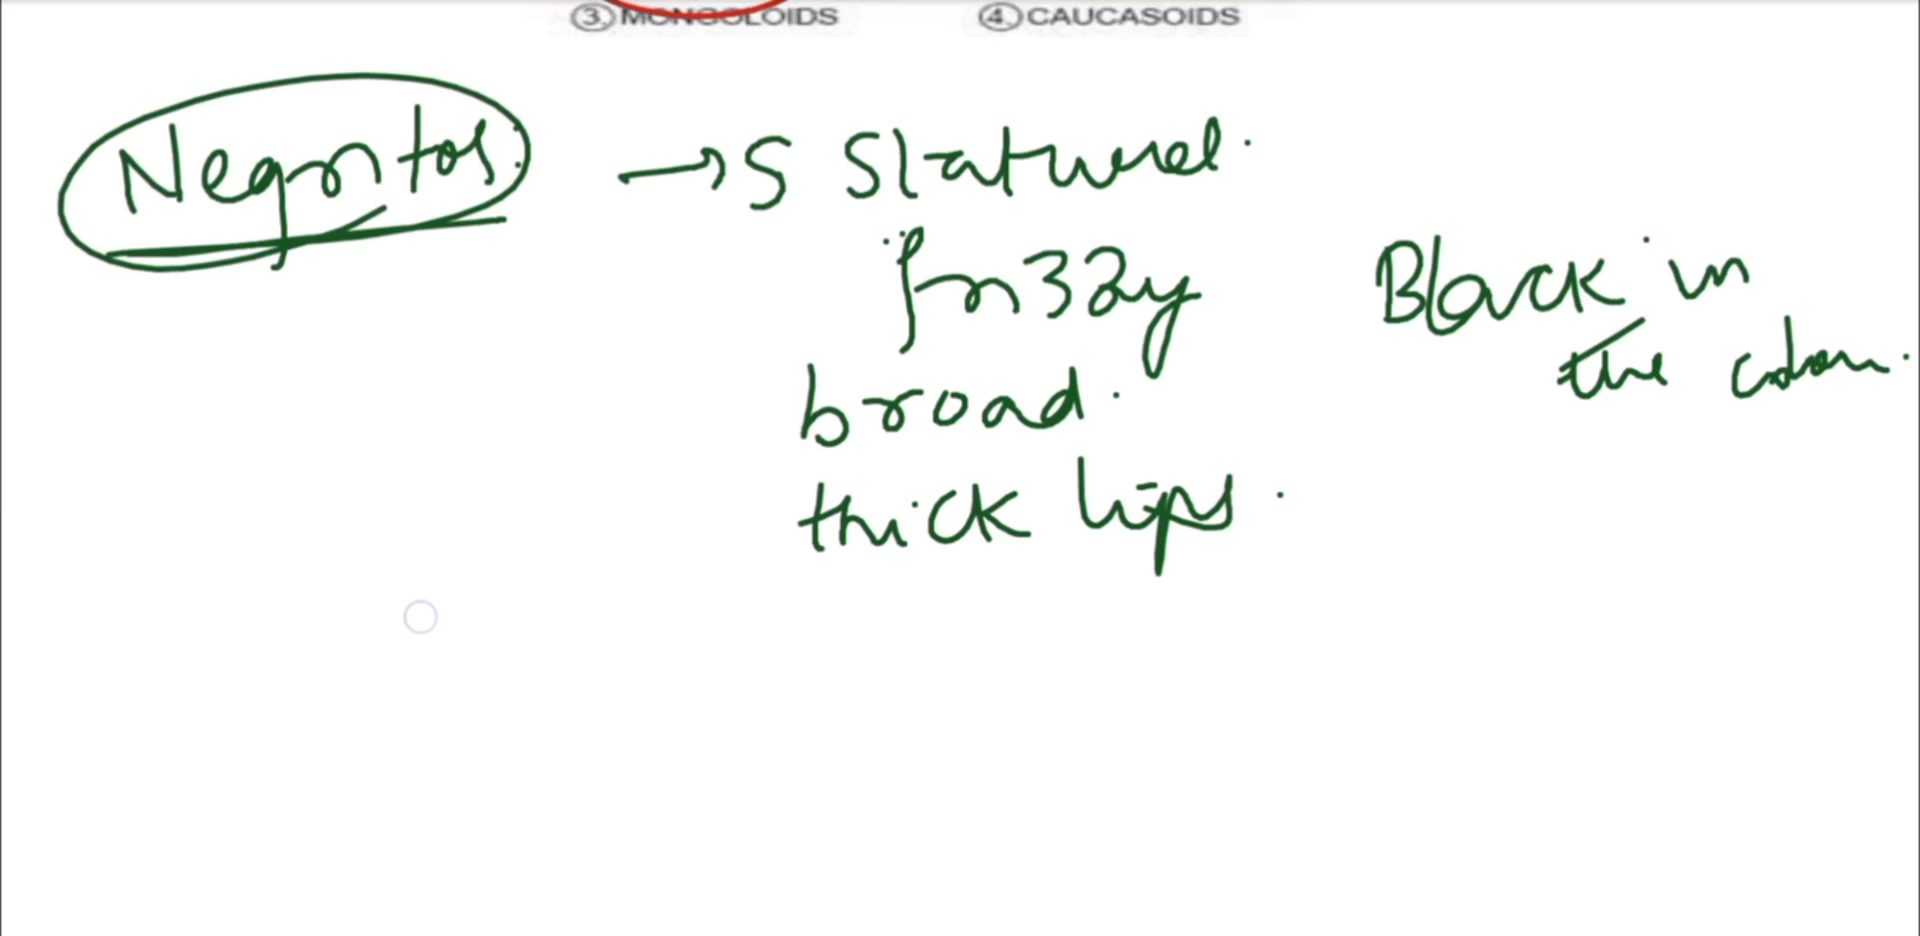 ③ MONGOLOIDS ④ CAUCASOIDS
Negritos → S Statured.
frizzy Black in
the colour.
broad.
thick lips.